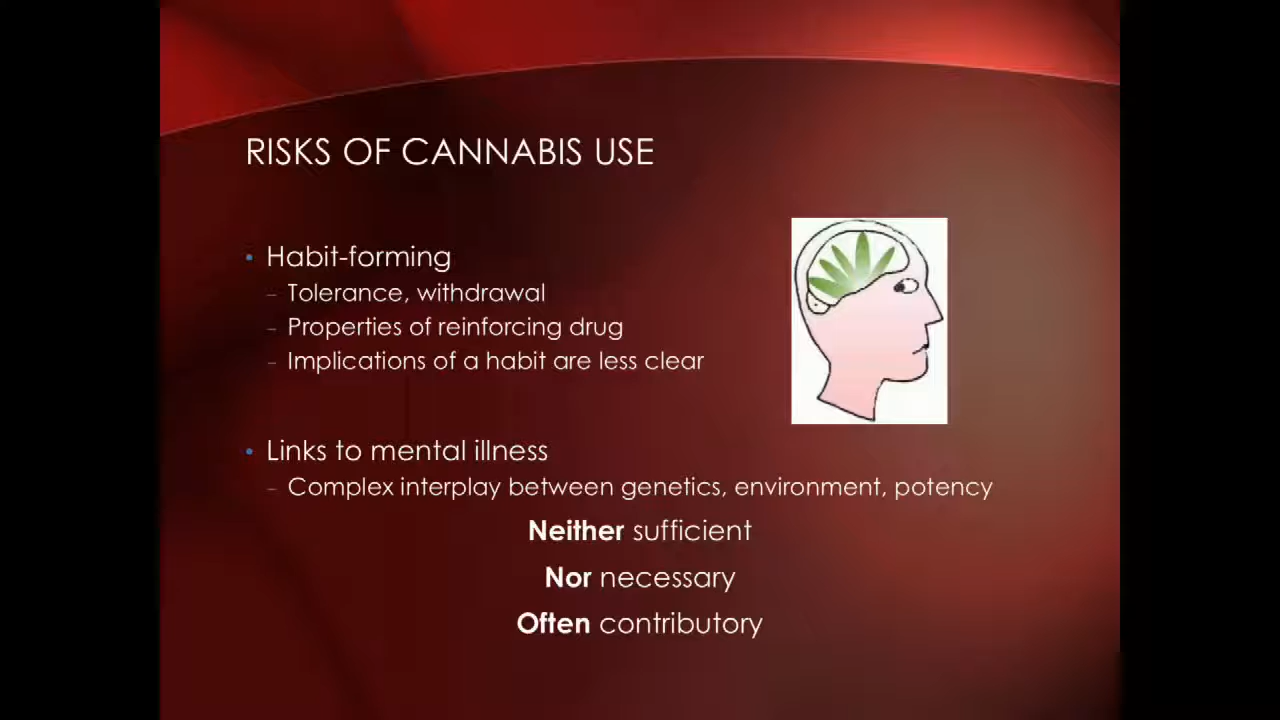 RISKS OF CANNABIS USE
• Habit-forming
– Tolerance, withdrawal
– Properties of reinforcing drug
– Implications of a habit are less clear
• Links to mental illness
– Complex interplay between genetics, environment, potency
Neither sufficient
Nor necessary
Often contributory